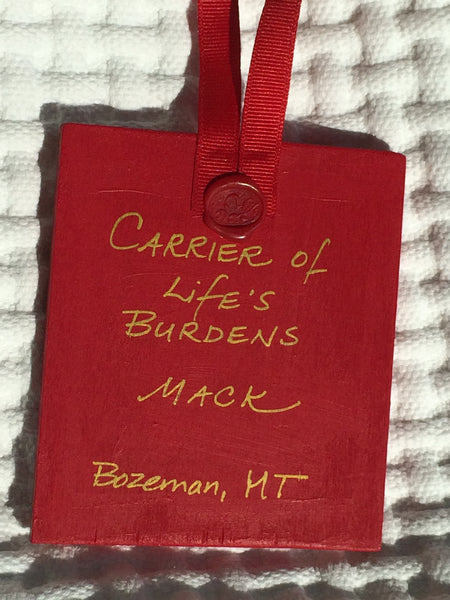 CARRIER of
Life's
BURDENS
MACK
Bozeman, MT